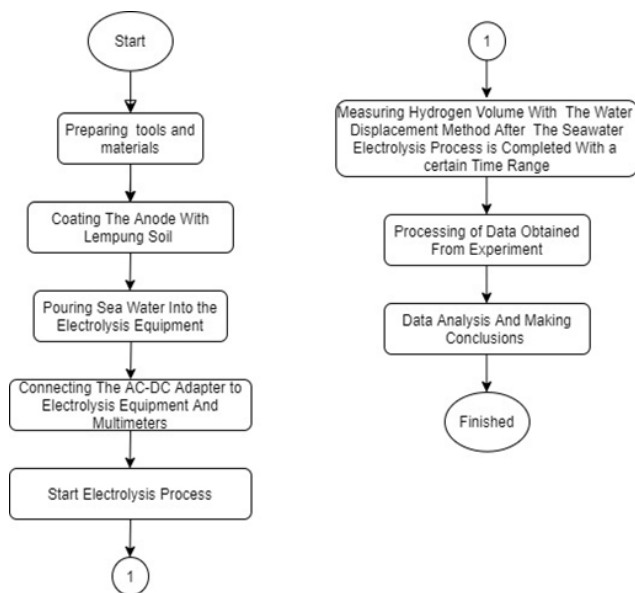 Start
Preparing tools and
materials
Coating The Anode With
Lempung Soil
Pouring Sea Water Into the
Electrolysis Equipment
Connecting The AC-DC Adapter to
Electrolysis Equipment And
Multimeters
Start Electrolysis Process
1
1
Measuring Hydrogen Volume With The Water
Displacement Method After The Seawater
Electrolysis Process is Completed With a
certain Time Range
Processing of Data Obtained
From Experiment
Data Analysis And Making
Conclusions
Finished